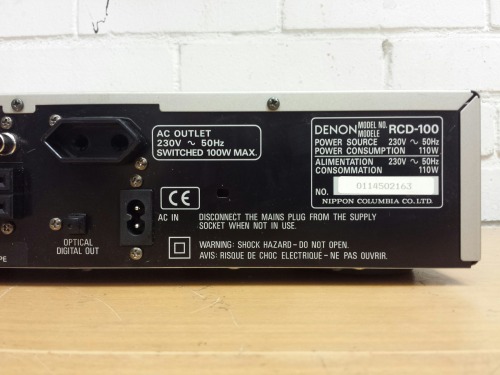 AC OUTLET
230V ~ 50Hz
SWITCHED 100W MAX.
DENON MODEL NO. MODELE RCD-100
POWER SOURCE 230V ~ 50Hz
POWER CONSUMPTION 110W
ALIMENTATION 230V ~ 50Hz
CONSOMMATION 110W
NO. 0114502163
NIPPON COLUMBIA CO.LTD.
CE
AC IN
DISCONNECT THE MAINS PLUG FROM THE SUPPLY
SOCKET WHEN NOT IN USE.
OPTICAL
DIGITAL OUT
WARNING: SHOCK HAZARD – DO NOT OPEN.
AVIS: RISQUE DE CHOC ELECTRIQUE – NE PAS OUVRIR.
PE